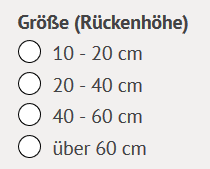 Größe (Rückenhöhe)
10 - 20 cm
20 - 40 cm
40 - 60 cm
über 60 cm